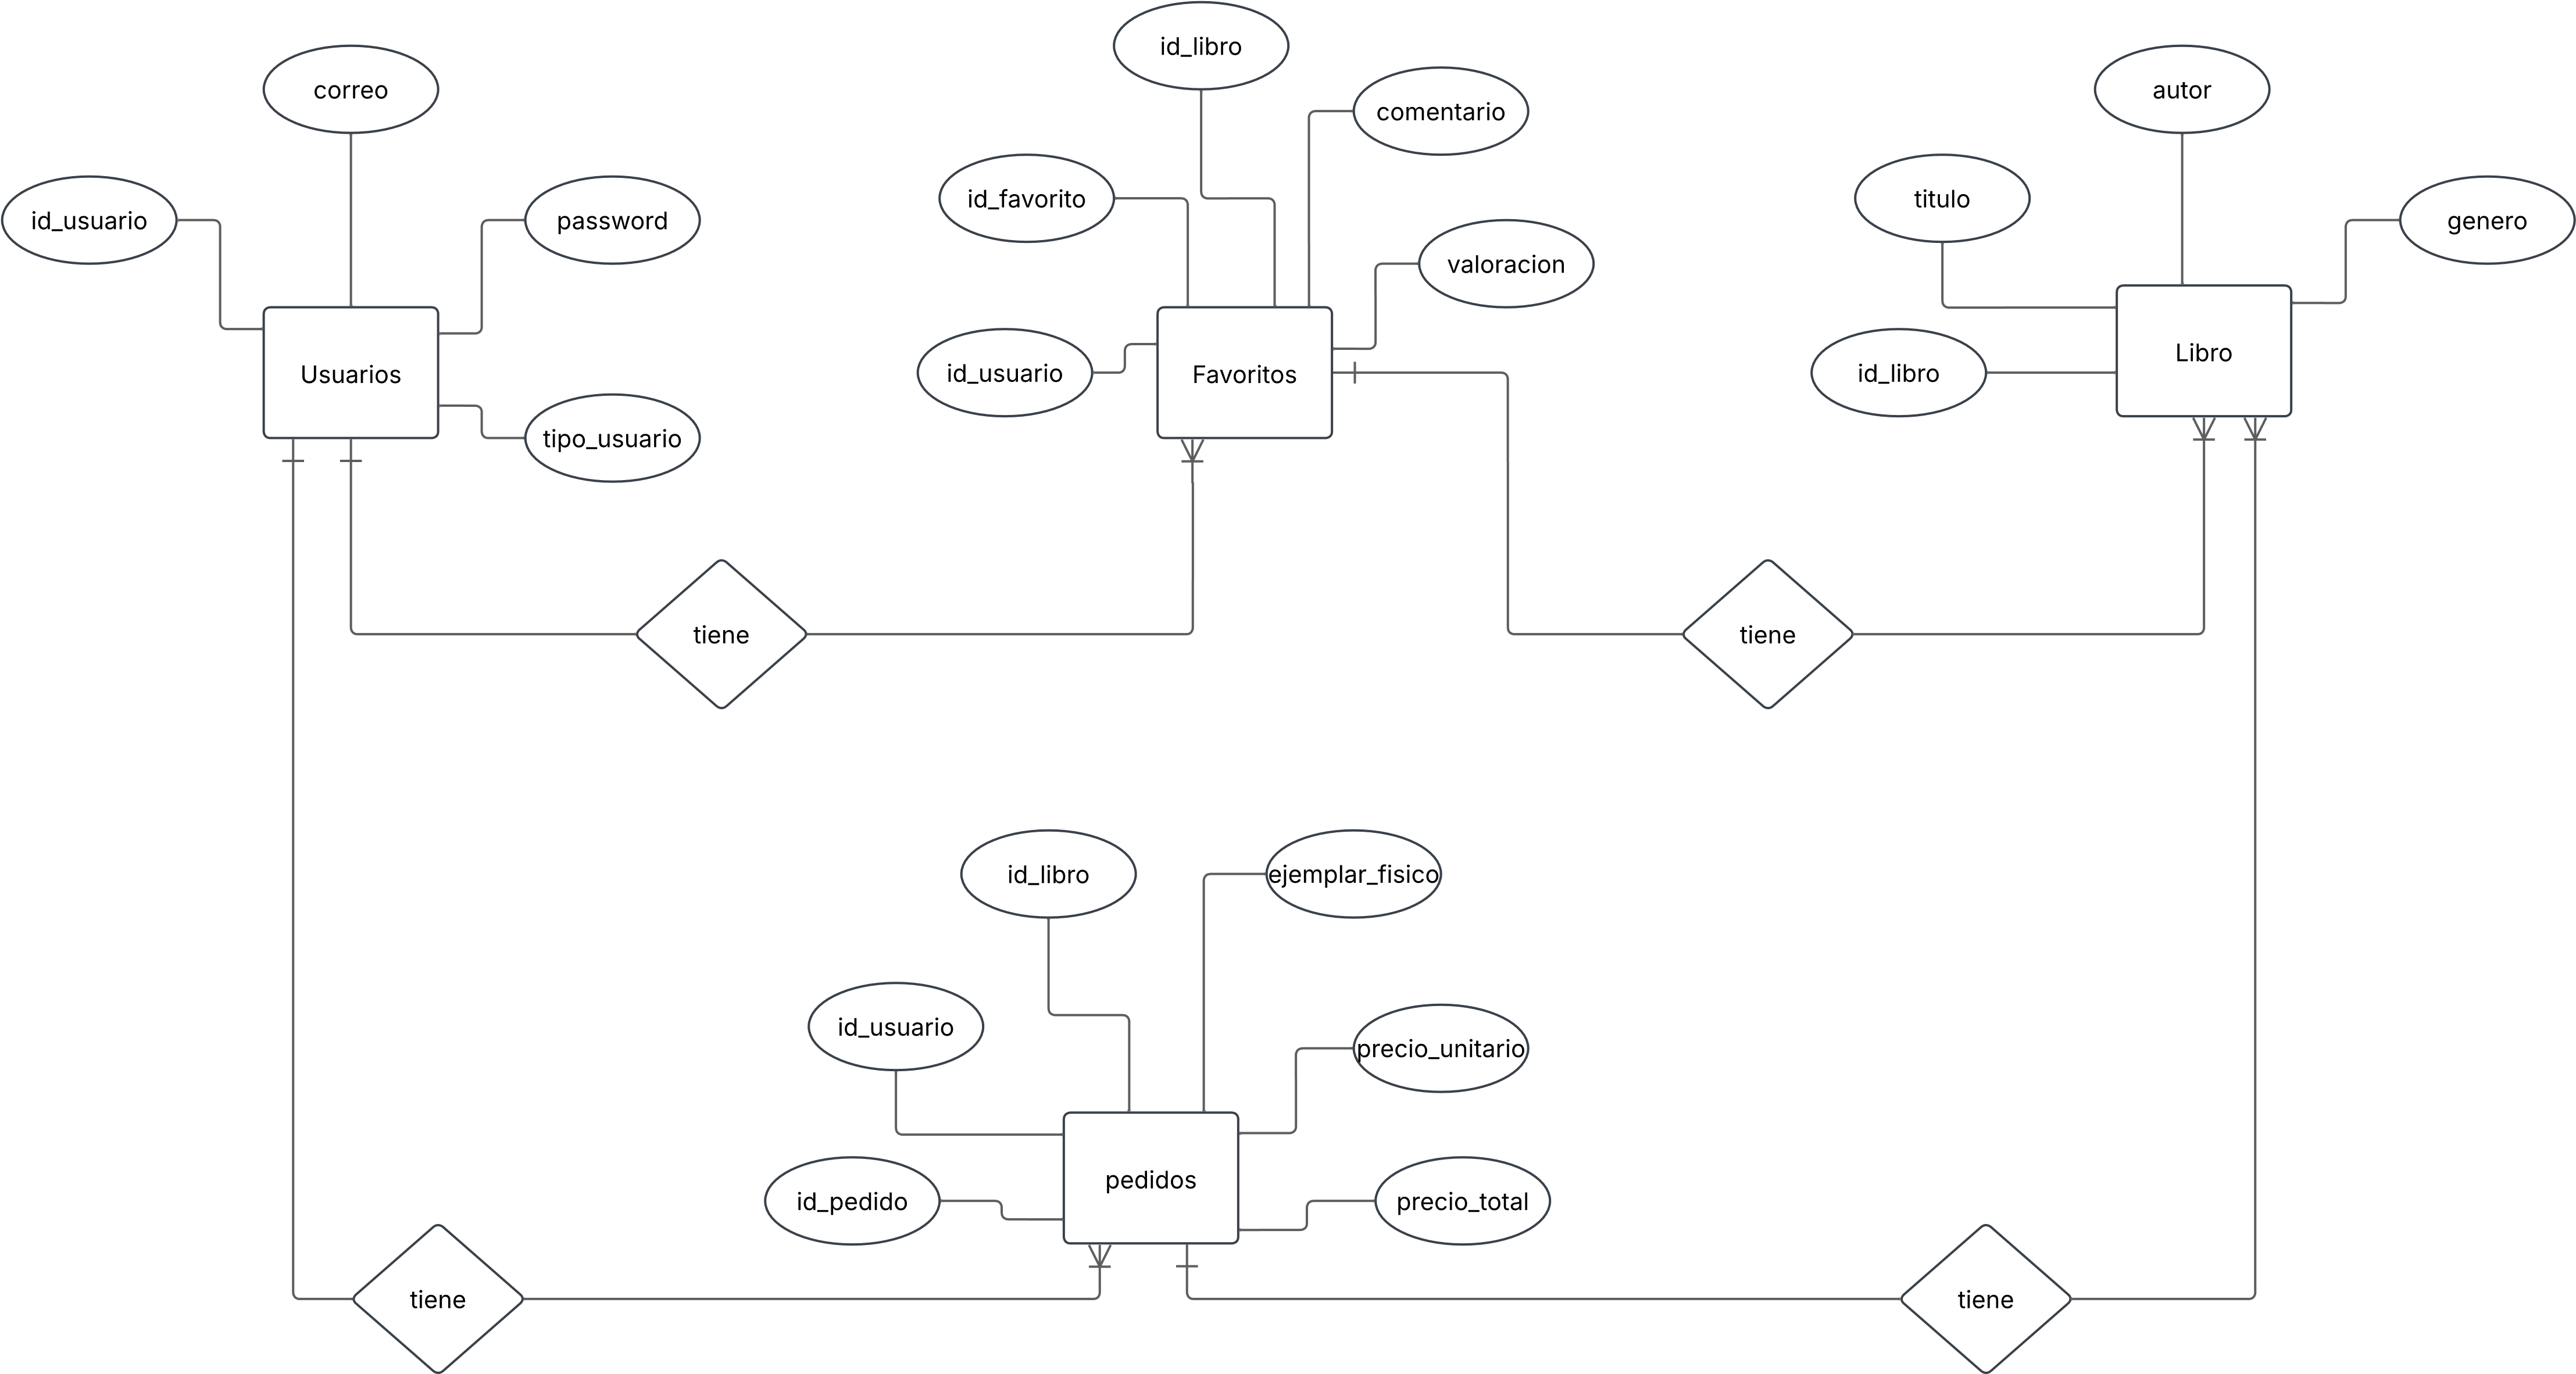 id_libro
correo
comentario
autor
id_favorito
titulo
id_usuario
password
genero
valoracion
Usuarios
id_usuario
Favoritos
id_libro
Libro
tipo_usuario
tiene
tiene
id_libro
ejemplar_fisico
id_usuario
precio_unitario
pedidos
id_pedido
precio_total
tiene
tiene